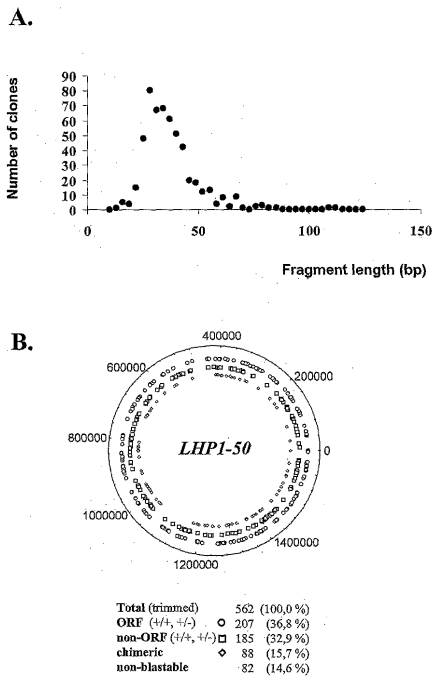 A.
Number of clones
90
80
70
60
50
40
30
20
10
0
0 50 100 150
Fragment length (bp)
B.
400000
600000 200000
800000 LHP1-50 0
1000000 1400000
1200000
Total (trimmed) 562 (100,0 %)
ORF (+/+, +/-) 207 (36,8 %)
non-ORF (+/+, +/-) 185 (32,9 %)
chimeric 88 (15,7 %)
non-blastable 82 (14,6 %)